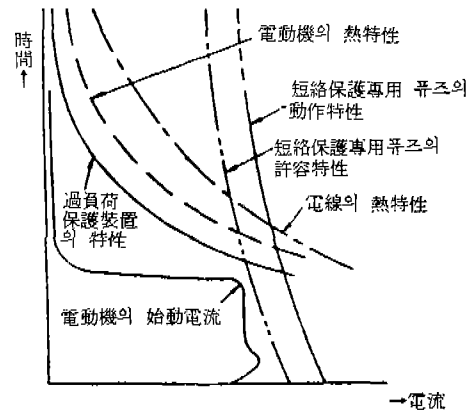 時間
↑
電動機의 熱特性
短絡保護專用 퓨즈의
動作特性
短絡保護専用퓨즈의
許容特性
電線의 熱特性
過負荷
保護裝置
의 特性
電動機의 始動電流
→電流